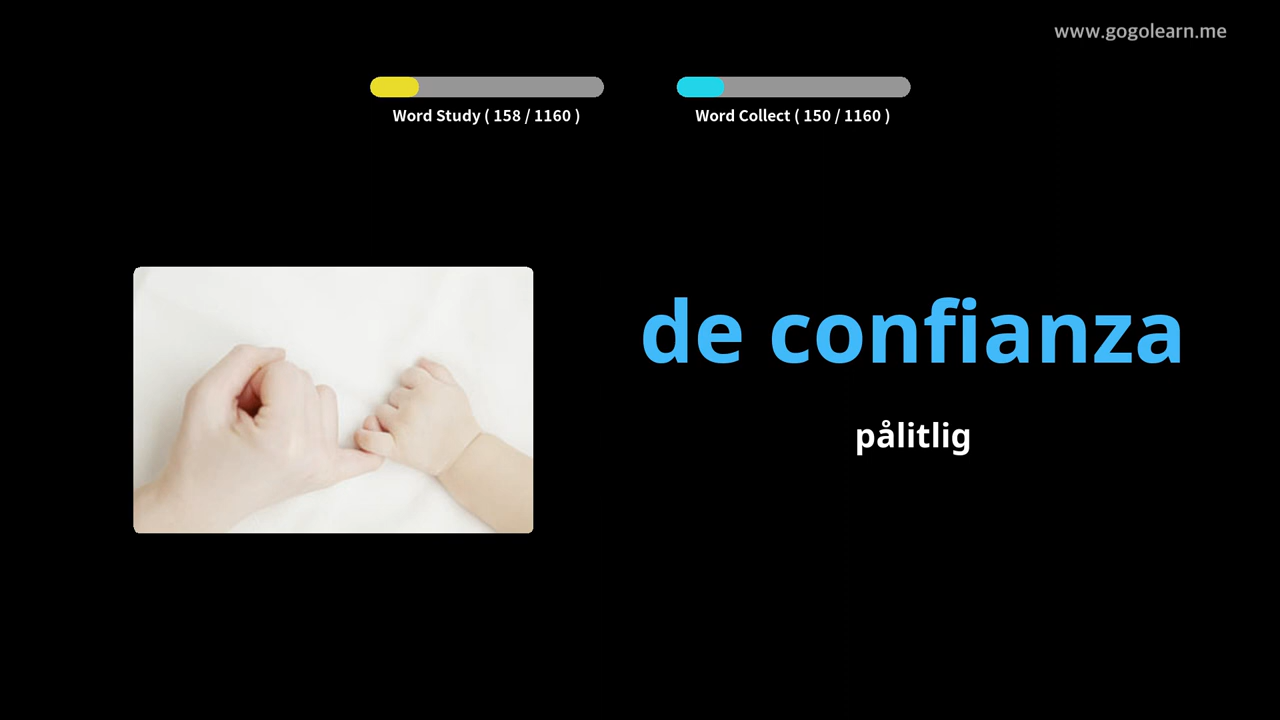 www.gogolearn.me
Word Study ( 158 / 1160 )
Word Collect ( 150 / 1160 )
de confianza
pålitlig